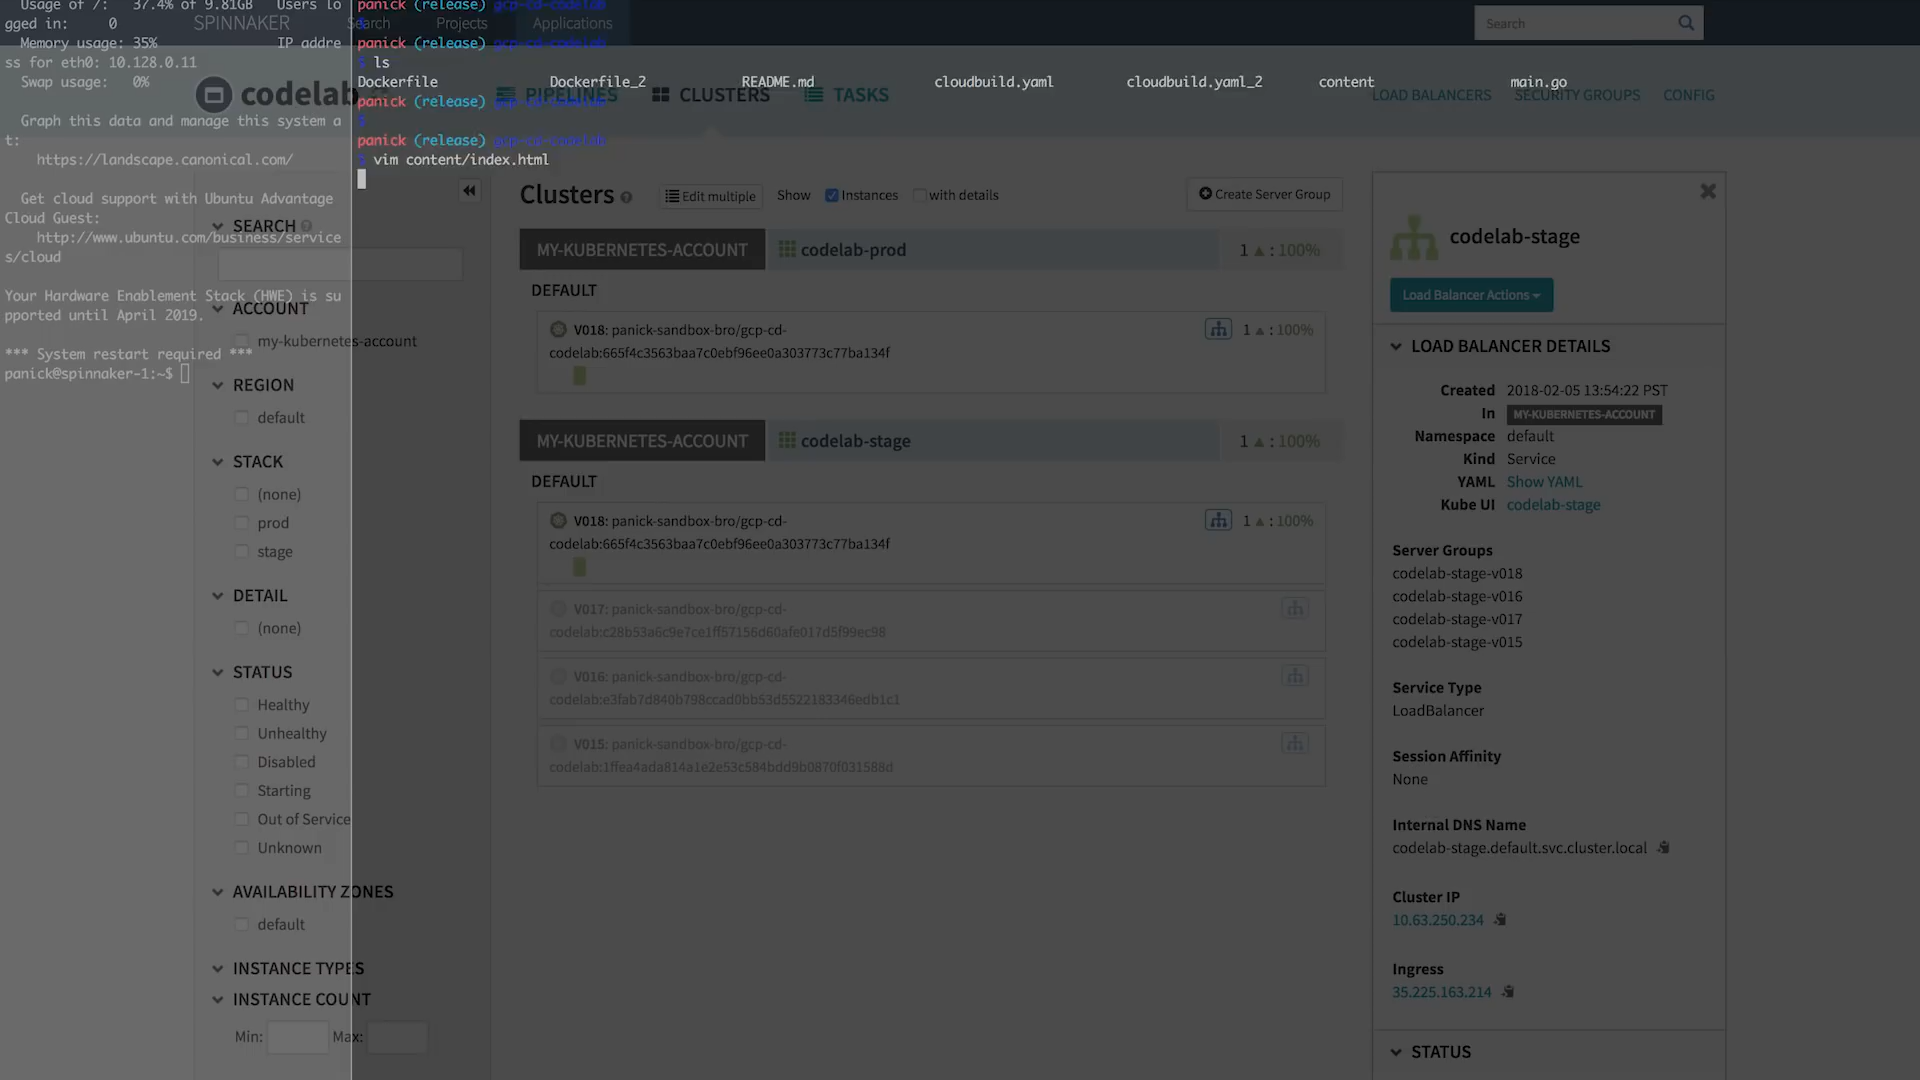 Usage of /: 37.4% of 9.81GB Users lo
gged in: 0
Memory usage: 35% IP addre
ss for eth0: 10.128.0.11
Swap usage: 0%
Graph this data and manage this system a
t:
https://landscape.canonical.com/
Get cloud support with Ubuntu Advantage
Cloud Guest:
http://www.ubuntu.com/business/service
s/cloud
Your Hardware Enablement Stack (HWE) is su
pported until April 2019.
*** System restart required ***
panick@spinnaker-1:~$
panick (release) gcp-cd-codelab
$
panick (release) gcp-cd-codelab
$ ls
Dockerfile Dockerfile_2 README.md cloudbuild.yaml cloudbuild.yaml_2 content main.go
panick (release) gcp-cd-codelab
$
panick (release) gcp-cd-codelab
$ vim content/index.html
SPINNAKER Search Projects Applications Search
codelab PIPELINES CLUSTERS TASKS LOAD BALANCERS SECURITY GROUPS CONFIG
SEARCH
ACCOUNT
my-kubernetes-account
REGION
default
STACK
(none)
prod
stage
DETAIL
(none)
STATUS
Healthy
Unhealthy
Disabled
Starting
Out of Service
Unknown
AVAILABILITY ZONES
default
INSTANCE TYPES
INSTANCE COUNT
Min: Max:
Clusters Edit multiple Show Instances with details Create Server Group
MY-KUBERNETES-ACCOUNT codelab-prod 1 : 100%
DEFAULT
V018: panick-sandbox-bro/gcp-cd- 1 : 100%
codelab:665f4c3563baa7c0ebf96ee0a303773c77ba134f
MY-KUBERNETES-ACCOUNT codelab-stage 1 : 100%
DEFAULT
V018: panick-sandbox-bro/gcp-cd- 1 : 100%
codelab:665f4c3563baa7c0ebf96ee0a303773c77ba134f
V017: panick-sandbox-bro/gcp-cd-
codelab:c28b53a6c9e7ce1ff57156d60afe017d5f99ec98
V016: panick-sandbox-bro/gcp-cd-
codelab:e3fab7d840b798ccad0bb53d5522183346edb1c1
V015: panick-sandbox-bro/gcp-cd-
codelab:1ffea4ada814a1e2e53c584bdd9b0870f031588d
codelab-stage
Load Balancer Actions
LOAD BALANCER DETAILS
Created 2018-02-05 13:54:22 PST
In MY-KUBERNETES-ACCOUNT
Namespace default
Kind Service
YAML Show YAML
Kube UI codelab-stage
Server Groups
codelab-stage-v018
codelab-stage-v016
codelab-stage-v017
codelab-stage-v015
Service Type
LoadBalancer
Session Affinity
None
Internal DNS Name
codelab-stage.default.svc.cluster.local
Cluster IP
10.63.250.234
Ingress
35.225.163.214
STATUS